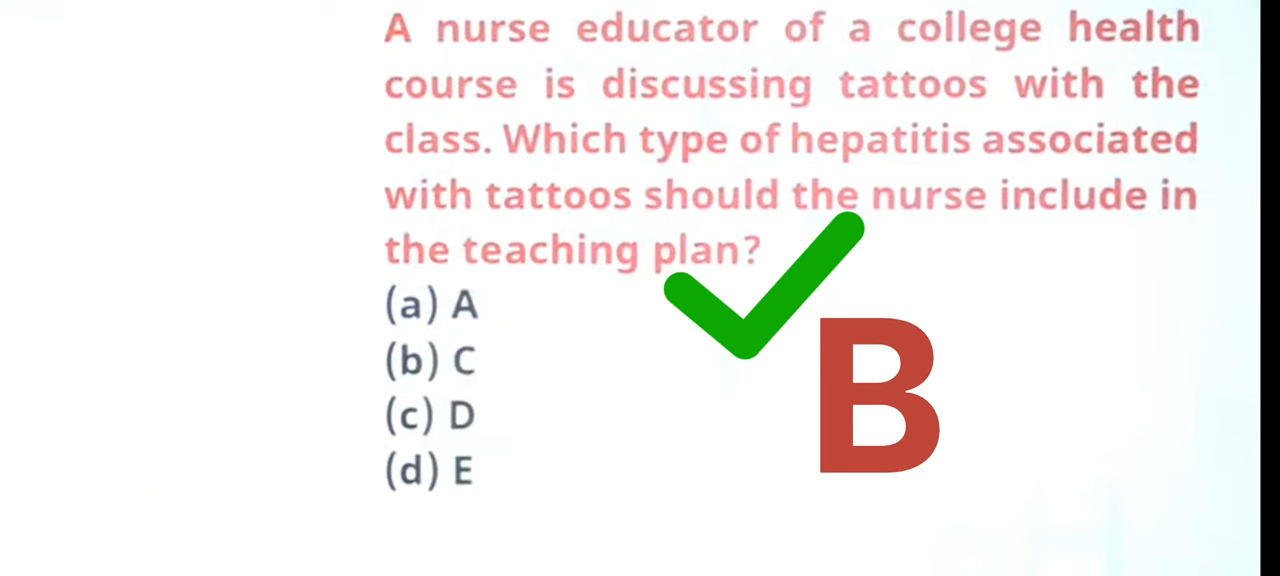 A nurse educator of a college health
course is discussing tattoos with the
class. Which type of hepatitis associated
with tattoos should the nurse include in
the teaching plan?
(a) A
(b) C
(c) D
(d) E
B